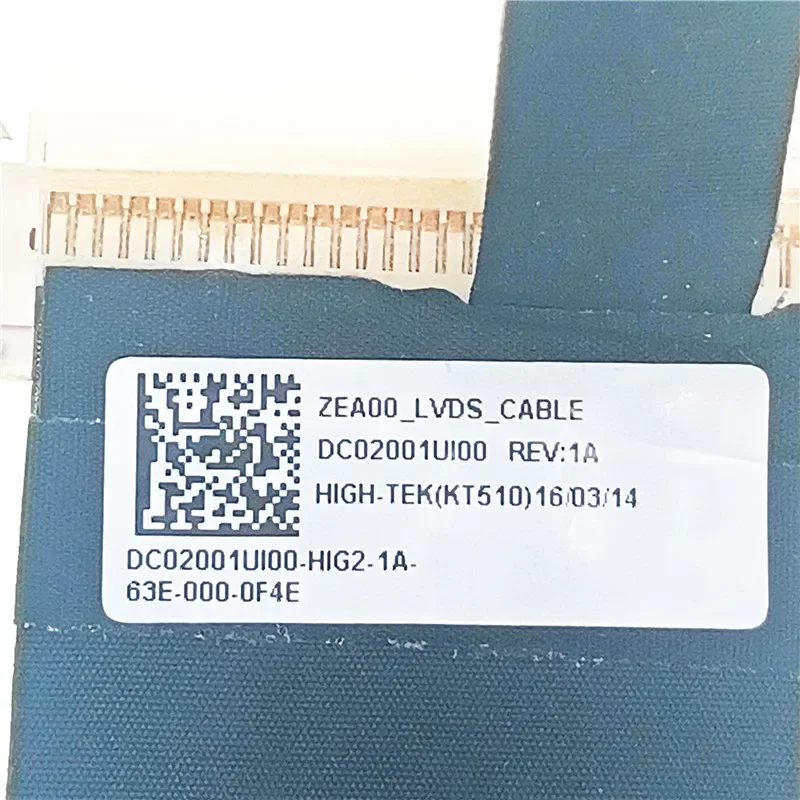 ZEA00_LVDS_CABLE
DC02001UI00 REV:1A
HIGH-TEK(KT510)16/03/14
DC02001UI00-HIG2-1A-
63E-000-0F4E